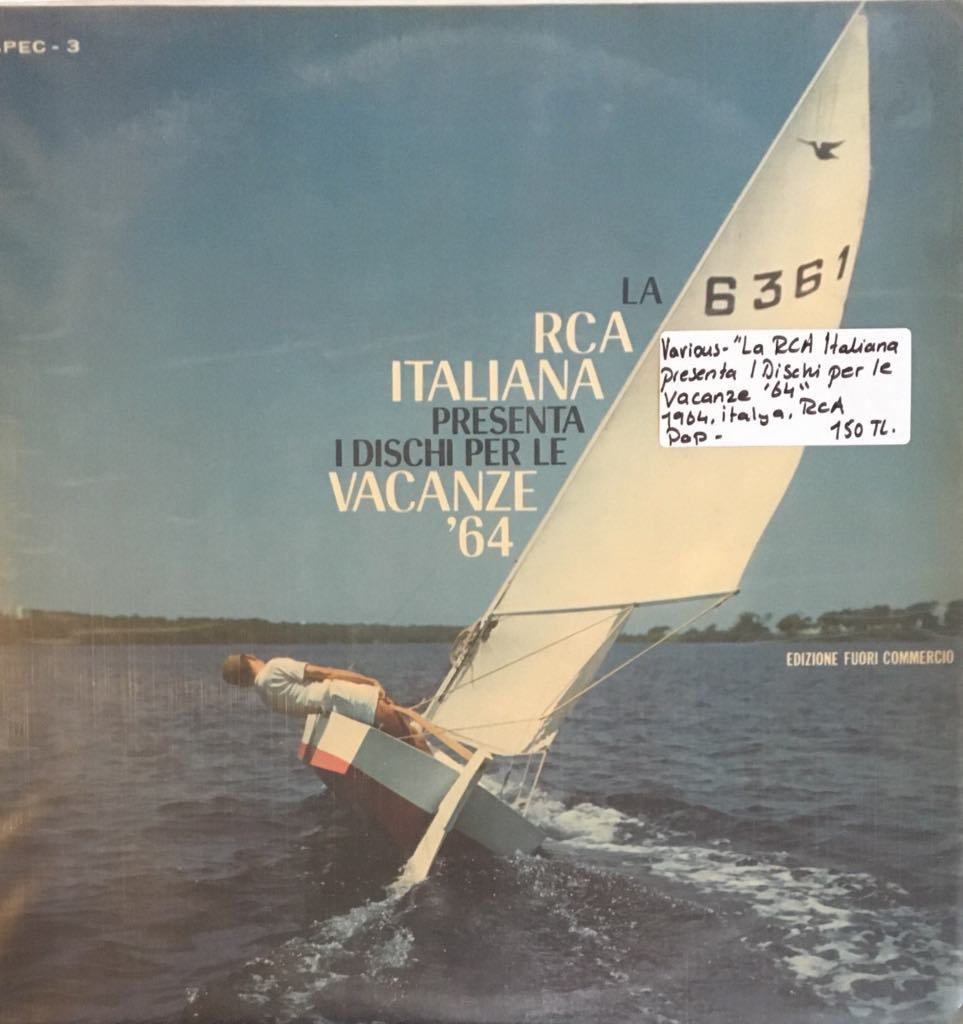 PEC - 3
6361
LA
RCA
ITALIANA
PRESENTA
I DISCHI PER LE
VACANZE
'64
Various-"La RCA Italiana
presenta I Dischi per le
Vacanze '64"
1964, italya, RCA
Pop - 150 TL.
EDIZIONE FUORI COMMERCIO